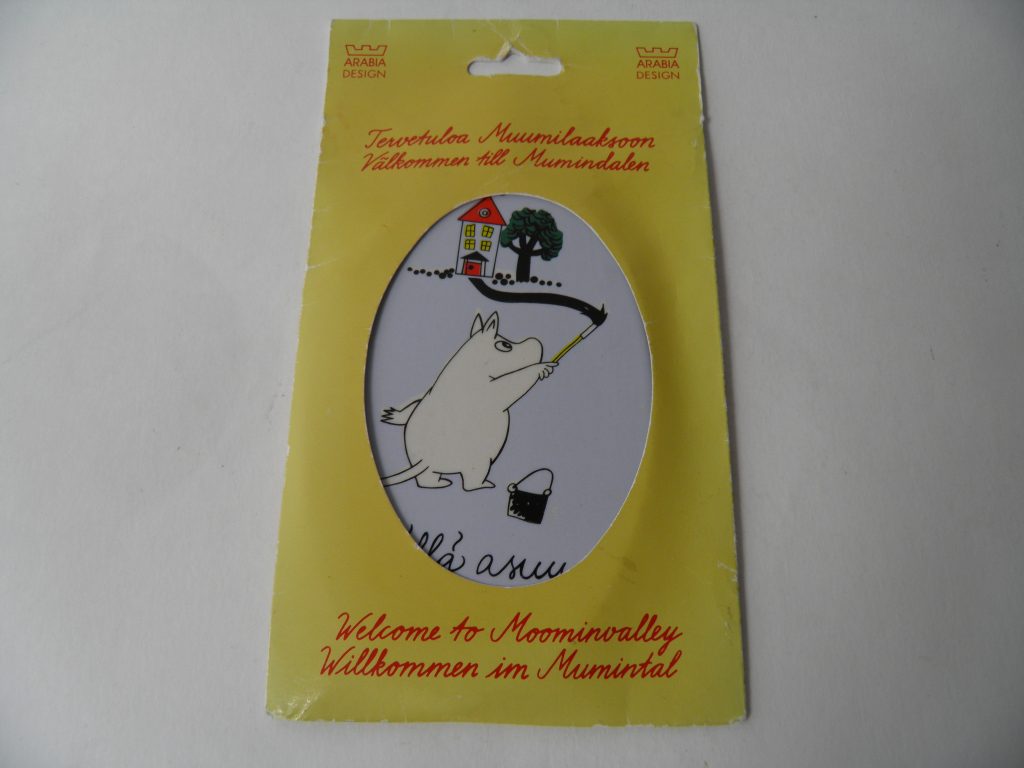 ARABIA
DESIGN
ARABIA
DESIGN
Tervetuloa Muumilaaksoon
Välkommen till Mumindalen
asuu
Welcome to Moominvalley
Willkommen im Mumintal